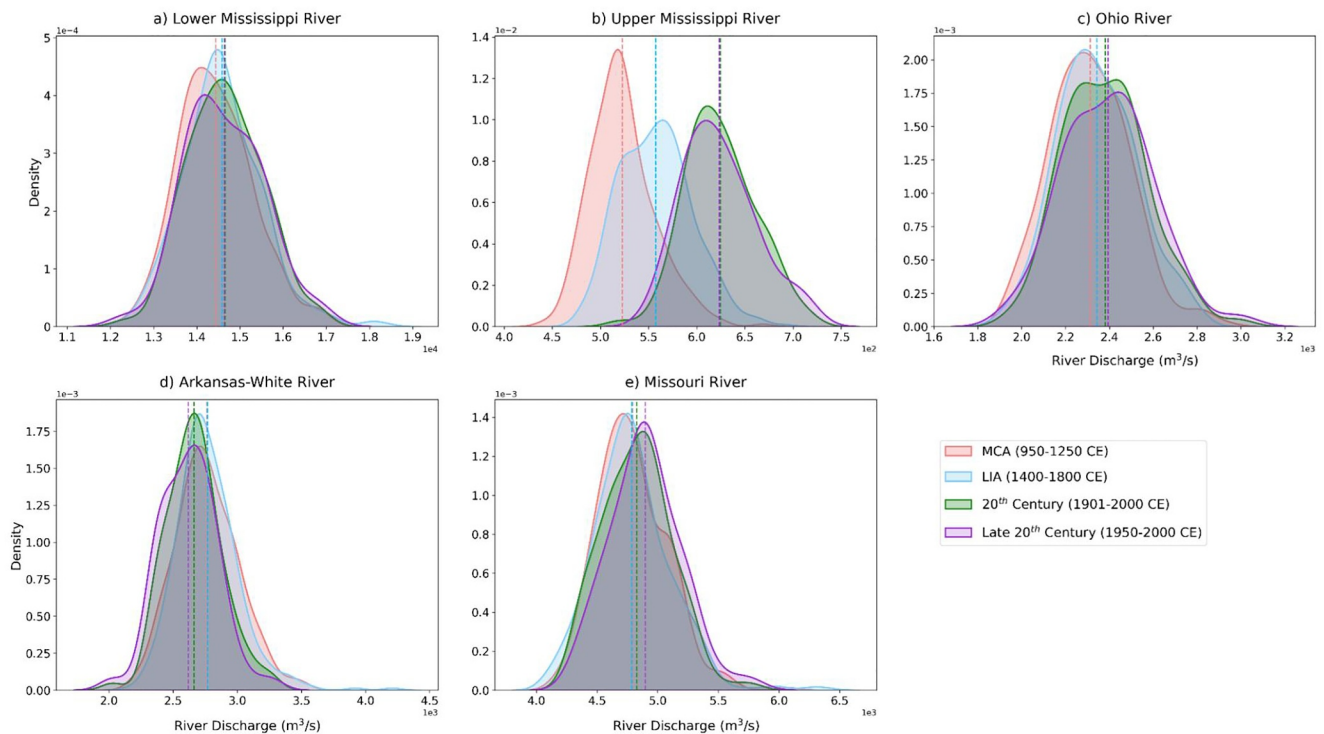 a) Lower Mississippi River
1e−4
5
4
3
2
1
0
Density
1.1 1.2 1.3 1.4 1.5 1.6 1.7 1.8 1.9
1e4
b) Upper Mississippi River
1e−2
1.4
1.2
1.0
0.8
0.6
0.4
0.2
0.0
4.0 4.5 5.0 5.5 6.0 6.5 7.0 7.5
1e2
c) Ohio River
1e−3
2.00
1.75
1.50
1.25
1.00
0.75
0.50
0.25
0.00
1.6 2.0 2.4 2.8 3.2
1e3
River Discharge (m³/s)
d) Arkansas-White River
1e−3
1.75
1.50
1.25
1.00
0.75
0.50
0.25
0.00
Density
2.5 3.0 3.5 4.0 4.5
1e3
River Discharge (m³/s)
e) Missouri River
1e−3
1.4
1.2
1.0
0.8
0.6
0.4
0.2
0.0
4.0 4.5 5.0 5.5 6.0 6.5
1e3
River Discharge (m³/s)
MCA (950-1250 CE)
LIA (1400-1800 CE)
20th Century (1901-2000 CE)
Late 20th Century (1950-2000 CE)